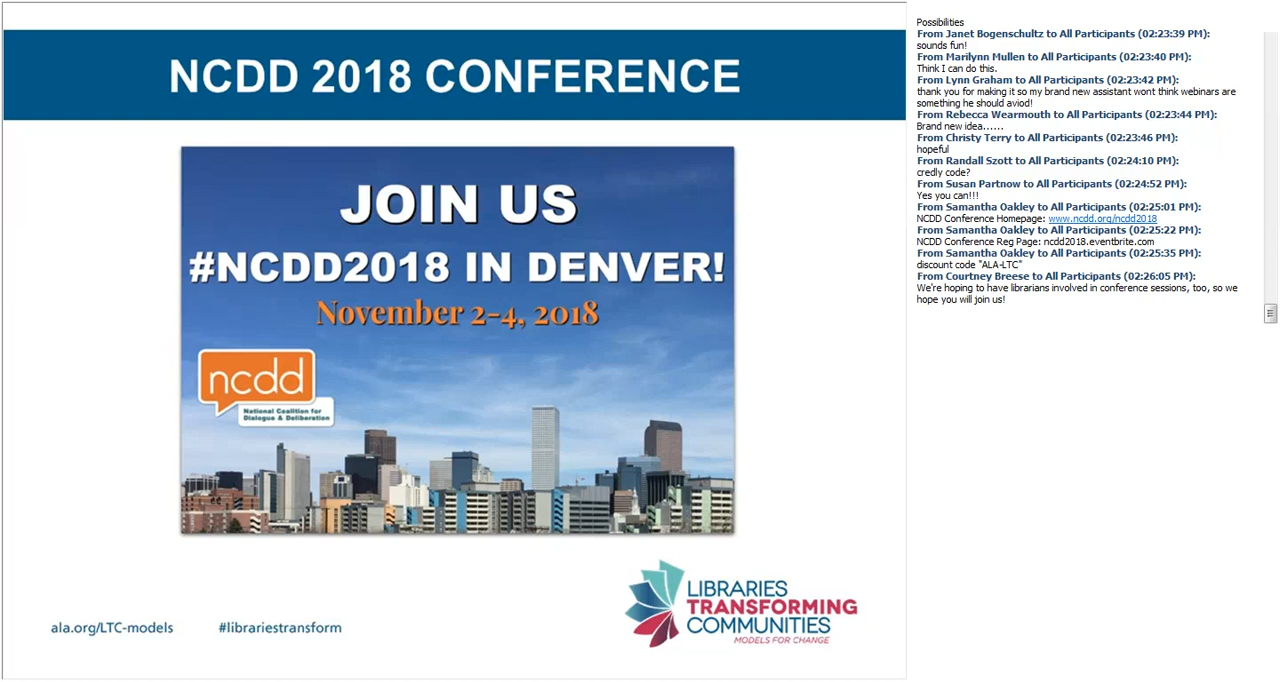 NCDD 2018 CONFERENCE
JOIN US
#NCDD2018 IN DENVER!
November 2-4, 2018
ncdd
National Coalition for
Dialogue & Deliberation
LIBRARIES
TRANSFORMING
COMMUNITIES
MODELS FOR CHANGE
ala.org/LTC-models
#librariestransform
Possibilities
From Janet Bogenschultz to All Participants (02:23:39 PM):
sounds fun!
From Marilynn Mullen to All Participants (02:23:40 PM):
Think I can do this.
From Lynn Graham to All Participants (02:23:42 PM):
thank you for making it so my brand new assistant wont think webinars are
something he should aviod!
From Rebecca Wearmouth to All Participants (02:23:44 PM):
Brand new idea......
From Christy Terry to All Participants (02:23:46 PM):
hopeful
From Randall Szott to All Participants (02:24:10 PM):
credly code?
From Susan Partnow to All Participants (02:24:52 PM):
Yes you can!!!
From Samantha Oakley to All Participants (02:25:01 PM):
NCDD Conference Homepage: www.ncdd.org/ncdd2018
From Samantha Oakley to All Participants (02:25:22 PM):
NCDD Conference Reg Page: ncdd2018.eventbrite.com
From Samantha Oakley to All Participants (02:25:35 PM):
discount code "ALA-LTC"
From Courtney Breese to All Participants (02:26:05 PM):
We're hoping to have librarians involved in conference sessions, too, so we
hope you will join us!